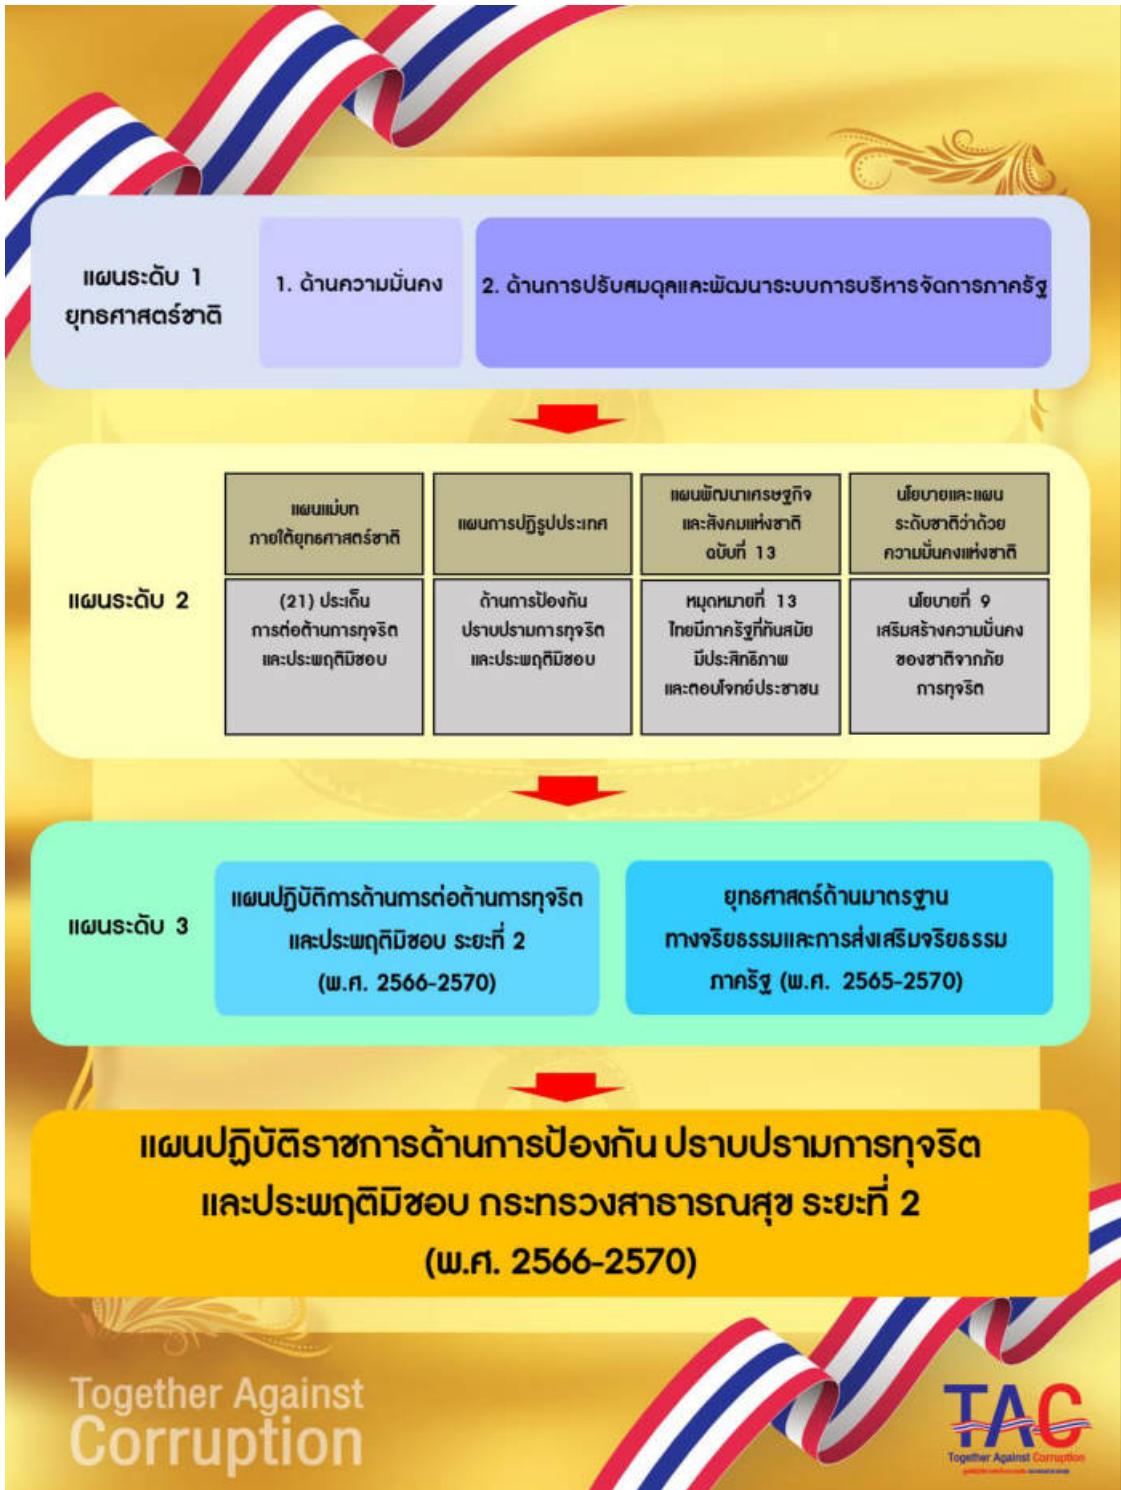 แผนระดับ 1
ยุทธศาสตร์ชาติ
1. ด้านความมั่นคง
2. ด้านการปรับสมดุลและพัฒนาระบบการบริหารจัดการภาครัฐ
แผนระดับ 2
แผนแม่บท
ภายใต้ยุทธศาสตร์ชาติ
(21) ประเด็น
การต่อต้านการทุจริต
และประพฤติมิชอบ
แผนการปฏิรูปประเทศ
ด้านการป้องกัน
ปราบปรามการทุจริต
และประพฤติมิชอบ
แผนพัฒนาเศรษฐกิจ
และสังคมแห่งชาติ
ฉบับที่ 13
หมุดหมายที่ 13
ไทยมีภาครัฐที่ทันสมัย
มีประสิทธิภาพ
และตอบโจทย์ประชาชน
นโยบายและแผน
ระดับชาติว่าด้วย
ความมั่นคงแห่งชาติ
นโยบายที่ 9
เสริมสร้างความมั่นคง
ของชาติจากภัย
การทุจริต
แผนระดับ 3
แผนปฏิบัติการด้านการต่อต้านการทุจริต
และประพฤติมิชอบ ระยะที่ 2
(พ.ศ. 2566-2570)
ยุทธศาสตร์ด้านมาตรฐาน
ทางจริยธรรมและการส่งเสริมจริยธรรม
ภาครัฐ (พ.ศ. 2565-2570)
แผนปฏิบัติราชการด้านการป้องกัน ปราบปรามการทุจริต
และประพฤติมิชอบ กระทรวงสาธารณสุข ระยะที่ 2
(พ.ศ. 2566-2570)
Together Against
Corruption
TAC
Together Against Corruption